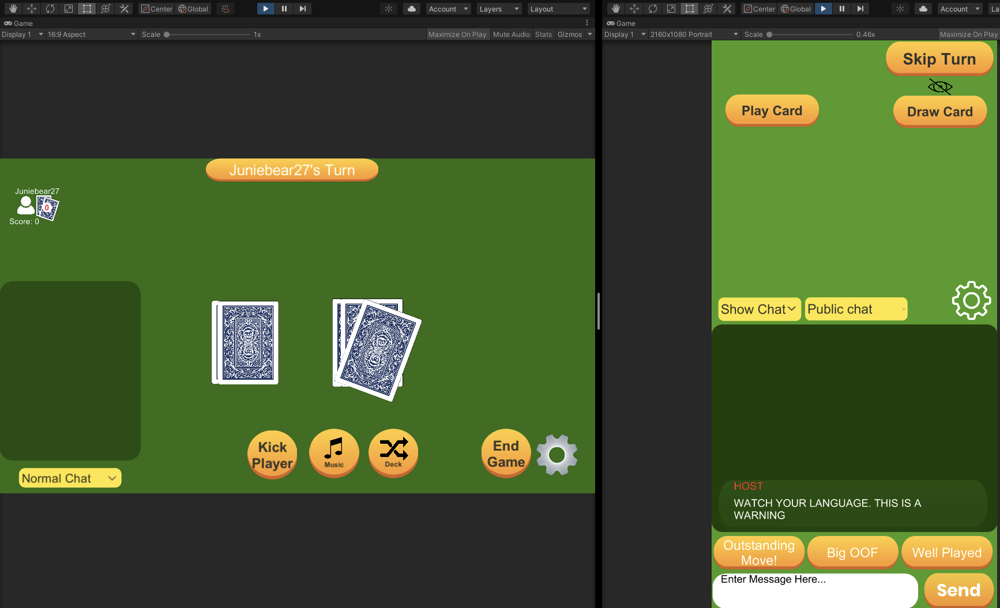 Center
Global
Account
Layers
Layout
Game
Display 1
16:9 Aspect
Scale
1x
Maximize On Play
Mute Audio
Stats
Gizmos
Juniebear27's Turn
Juniebear27
0
Score: 0
Kick
Player
Music
Deck
End
Game
Normal Chat
Center
Global
Account
La
Game
Display 1
2160x1080 Portrait
Scale
0.46x
Maximize On Play
Skip Turn
Play Card
Draw Card
Show Chat
Public chat
HOST
WATCH YOUR LANGUAGE. THIS IS A
WARNING
Outstanding
Move!
Big OOF
Well Played
Enter Message Here...
Send